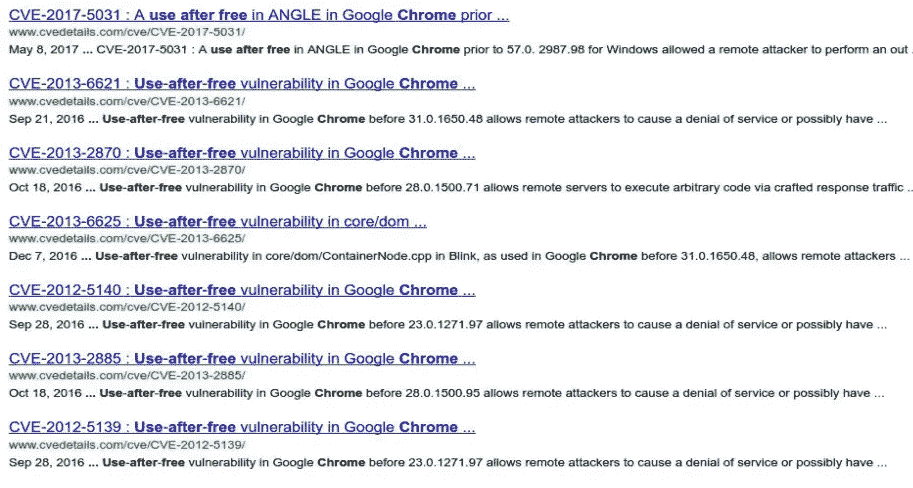 CVE-2017-5031 : A use after free in ANGLE in Google Chrome prior ...
www.cvedetails.com/cve/CVE-2017-5031/
May 8, 2017 ... CVE-2017-5031 : A use after free in ANGLE in Google Chrome prior to 57.0. 2987.98 for Windows allowed a remote attacker to perform an out .
CVE-2013-6621 : Use-after-free vulnerability in Google Chrome ...
www.cvedetails.com/cve/CVE-2013-6621/
Sep 21, 2016 ... Use-after-free vulnerability in Google Chrome before 31.0.1650.48 allows remote attackers to cause a denial of service or possibly have ...
CVE-2013-2870 : Use-after-free vulnerability in Google Chrome ...
www.cvedetails.com/cve/CVE-2013-2870/
Oct 18, 2016 ... Use-after-free vulnerability in Google Chrome before 28.0.1500.71 allows remote servers to execute arbitrary code via crafted response traffic ..
CVE-2013-6625 : Use-after-free vulnerability in core/dom ...
www.cvedetails.com/cve/CVE-2013-6625/
Dec 7, 2016 ... Use-after-free vulnerability in core/dom/ContainerNode.cpp in Blink, as used in Google Chrome before 31.0.1650.48, allows remote attackers ...
CVE-2012-5140 : Use-after-free vulnerability in Google Chrome ...
www.cvedetails.com/cve/CVE-2012-5140/
Sep 28, 2016 ... Use-after-free vulnerability in Google Chrome before 23.0.1271.97 allows remote attackers to cause a denial of service or possibly have ...
CVE-2013-2885 : Use-after-free vulnerability in Google Chrome ...
www.cvedetails.com/cve/CVE-2013-2885/
Oct 18, 2016 ... Use-after-free vulnerability in Google Chrome before 28.0.1500.95 allows remote attackers to cause a denial of service or possibly have ...
CVE-2012-5139 : Use-after-free vulnerability in Google Chrome ...
www.cvedetails.com/cve/CVE-2012-5139/
Sep 28, 2016 ... Use-after-free vulnerability in Google Chrome before 23.0.1271.97 allows remote attackers to cause a denial of service or possibly have ...